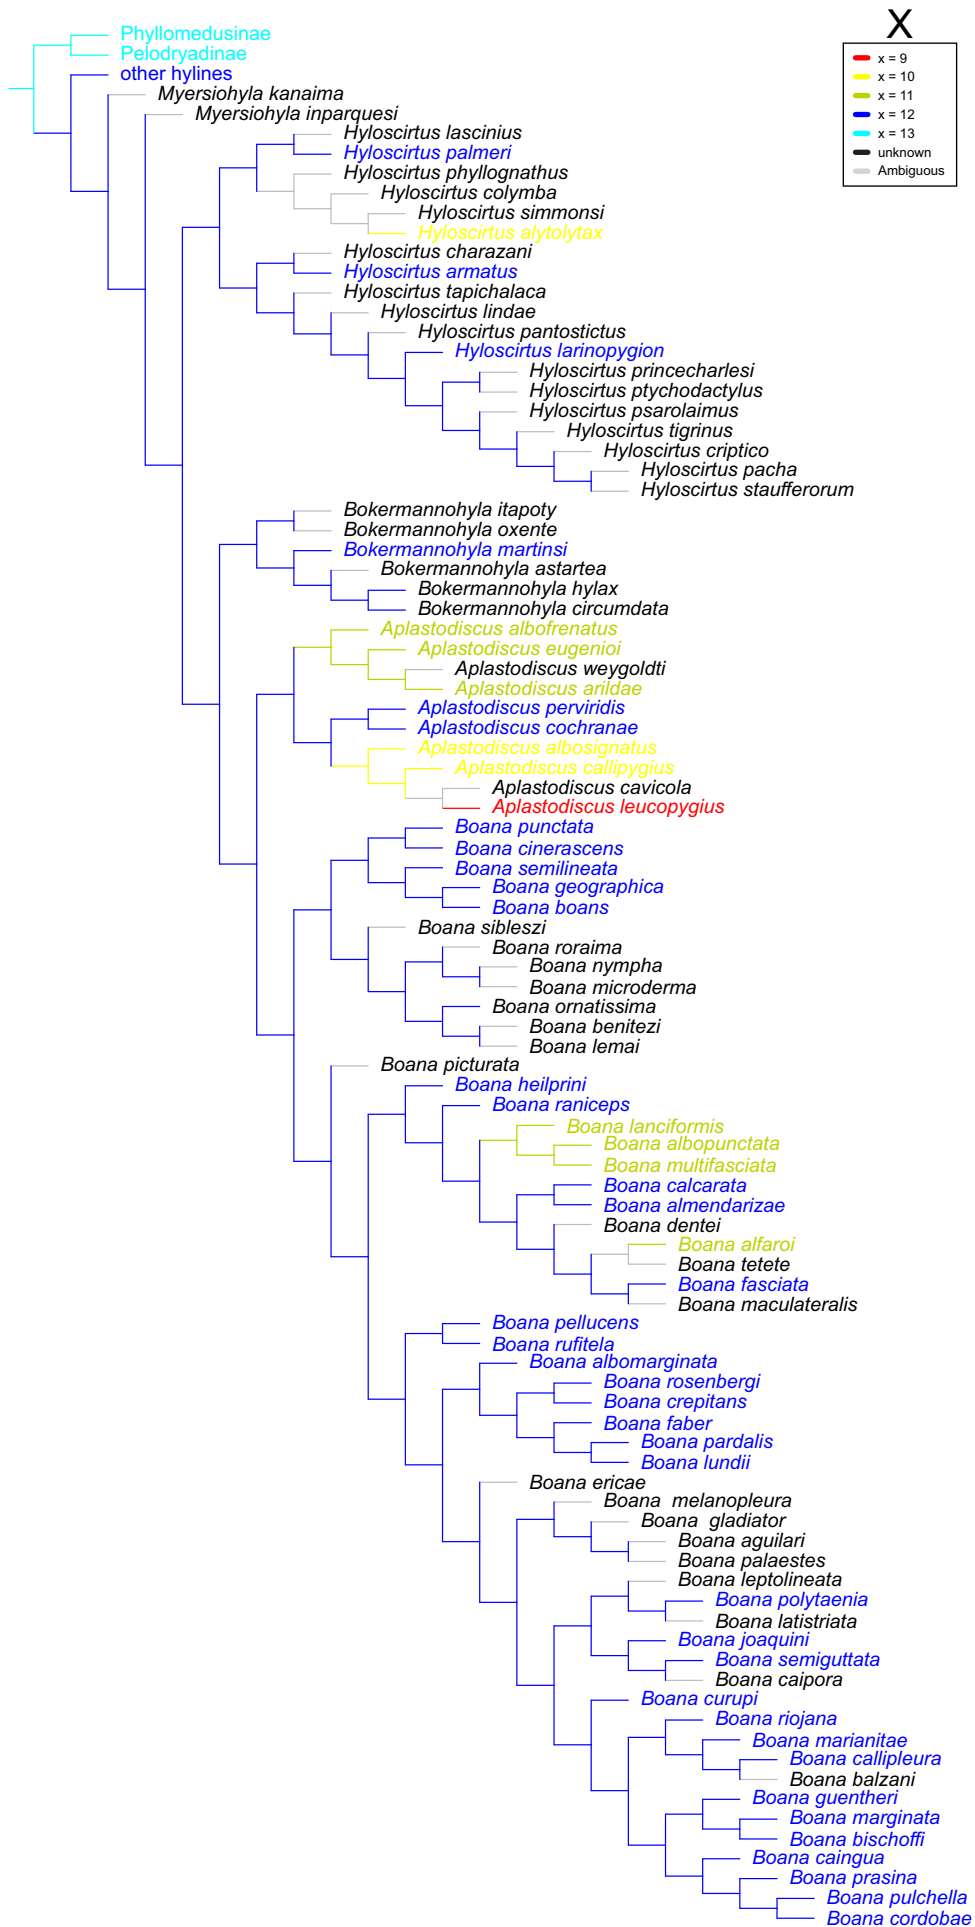 X
x = 9
x = 10
x = 11
x = 12
x = 13
unknown
Ambiguous
Phyllomedusinae
Pelodryadinae
other hylines
Myersiohyla kanaima
Myersiohyla inparquesi
Hyloscirtus lascinius
Hyloscirtus palmeri
Hyloscirtus phyllognathus
Hyloscirtus colymba
Hyloscirtus simmonsi
Hyloscirtus alytolytax
Hyloscirtus charazani
Hyloscirtus armatus
Hyloscirtus tapichalaca
Hyloscirtus lindae
Hyloscirtus pantostictus
Hyloscirtus larinopygion
Hyloscirtus princecharlesi
Hyloscirtus ptychodactylus
Hyloscirtus psarolaimus
Hyloscirtus tigrinus
Hyloscirtus criptico
Hyloscirtus pacha
Hyloscirtus staufferorum
Bokermannohyla itapoty
Bokermannohyla oxente
Bokermannohyla martinsi
Bokermannohyla astartea
Bokermannohyla hylax
Bokermannohyla circumdata
Aplastodiscus albofrenatus
Aplastodiscus eugenioi
Aplastodiscus weygoldti
Aplastodiscus arildae
Aplastodiscus perviridis
Aplastodiscus cochranae
Aplastodiscus albosignatus
Aplastodiscus callipygius
Aplastodiscus cavicola
Aplastodiscus leucopygius
Boana punctata
Boana cinerascens
Boana semilineata
Boana geographica
Boana boans
Boana sibleszi
Boana roraima
Boana nympha
Boana microderma
Boana ornatissima
Boana benitezi
Boana lemai
Boana picturata
Boana heilprini
Boana raniceps
Boana lanciformis
Boana albopunctata
Boana multifasciata
Boana calcarata
Boana almendarizae
Boana dentei
Boana alfaroi
Boana tetete
Boana fasciata
Boana maculateralis
Boana pellucens
Boana rufitela
Boana albomarginata
Boana rosenbergi
Boana crepitans
Boana faber
Boana pardalis
Boana lundii
Boana ericae
Boana melanopleura
Boana gladiator
Boana aguilari
Boana palaestes
Boana leptolineata
Boana polytaenia
Boana latistriata
Boana joaquini
Boana semiguttata
Boana caipora
Boana curupi
Boana riojana
Boana marianitae
Boana callipleura
Boana balzani
Boana guentheri
Boana marginata
Boana bischoffi
Boana caingua
Boana prasina
Boana pulchella
Boana cordobae